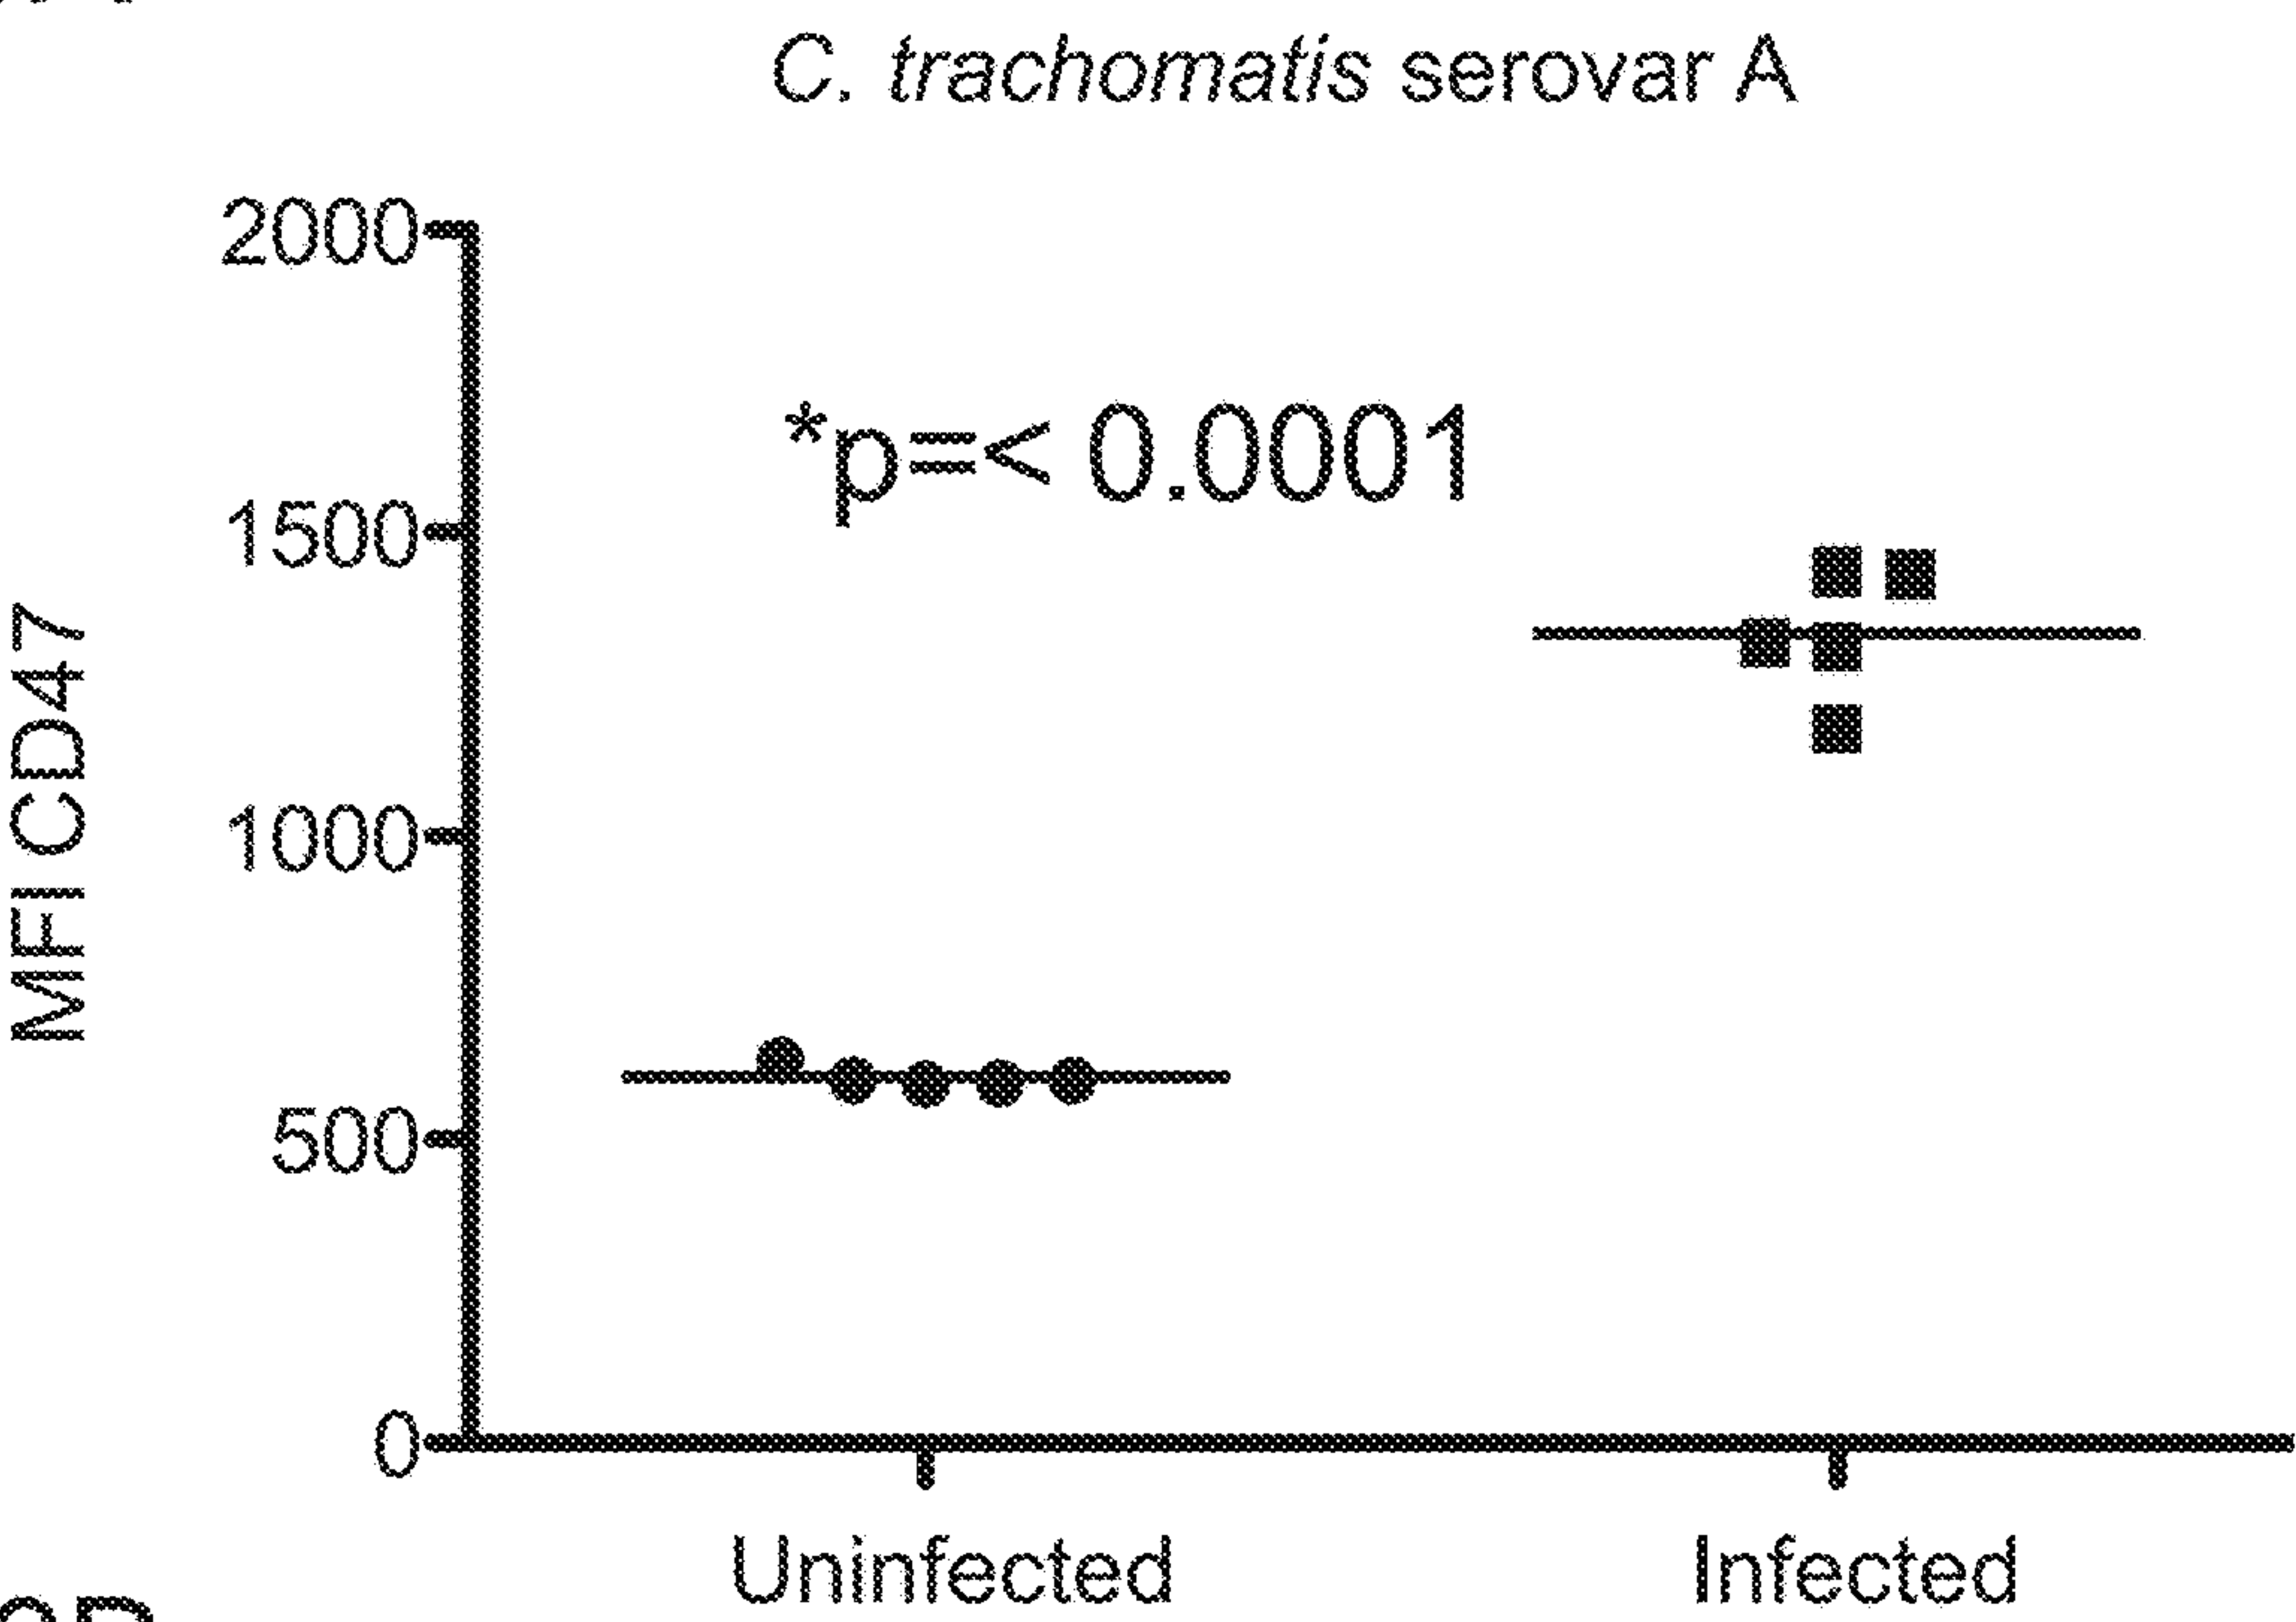 C. trachomatis serovar A
2000
*p=< 0.0001
1500
MFI CD47
1000
500
0
Uninfected
Infected